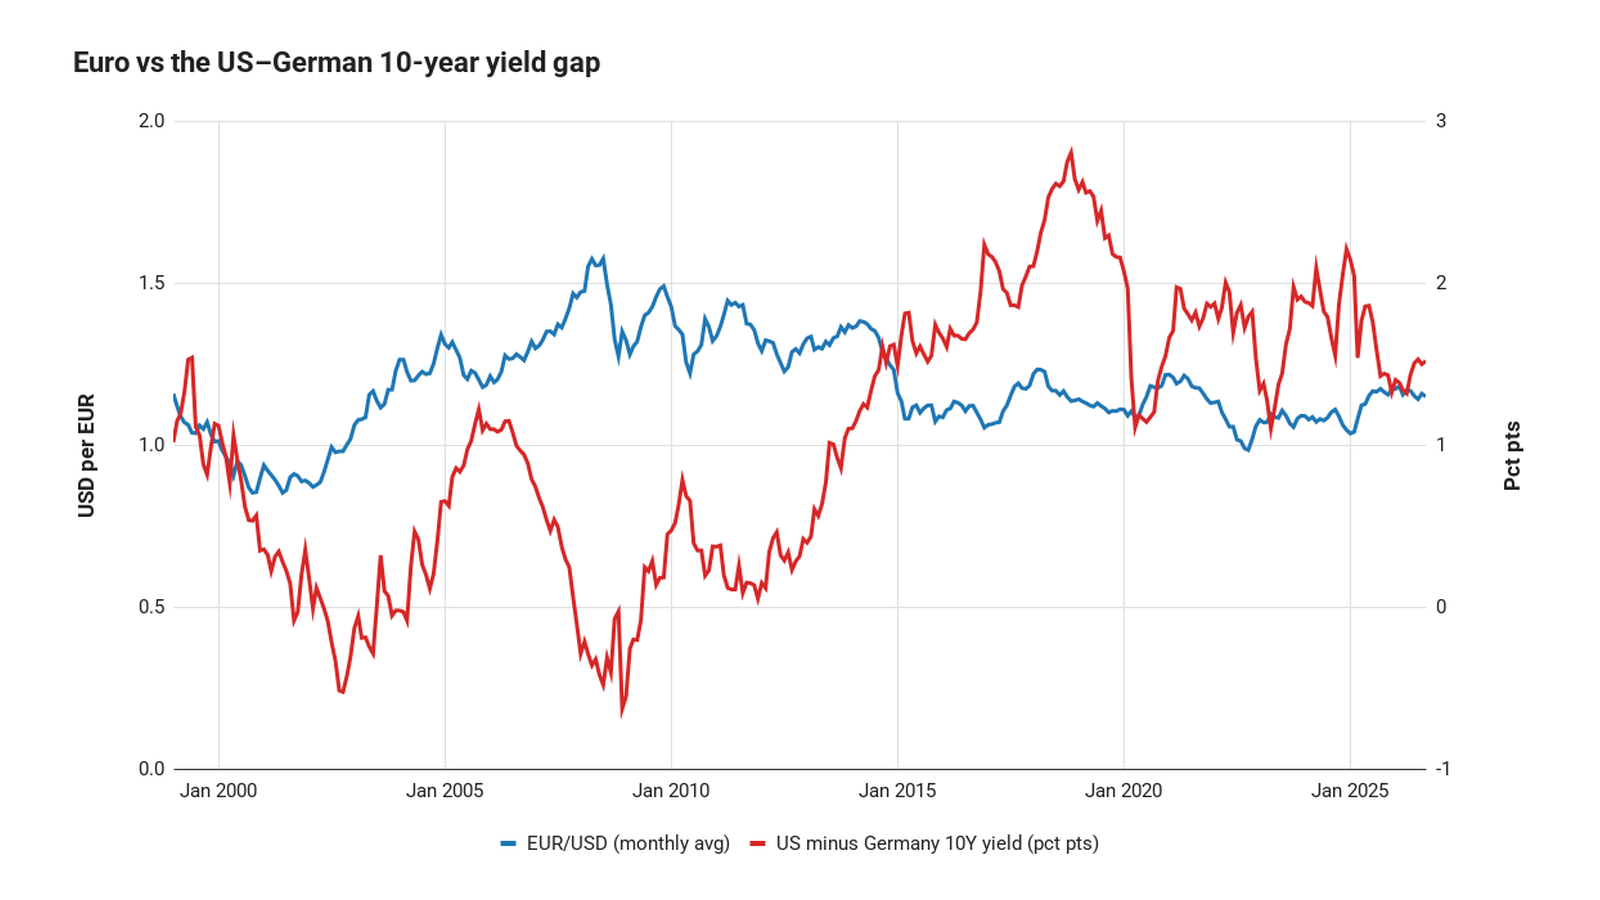 Euro vs the US–German 10-year yield gap
2.0
1.5
1.0
0.5
0.0
USD per EUR
3
2
1
0
-1
Pct pts
Jan 2000
Jan 2005
Jan 2010
Jan 2015
Jan 2020
Jan 2025
EUR/USD (monthly avg)
US minus Germany 10Y yield (pct pts)